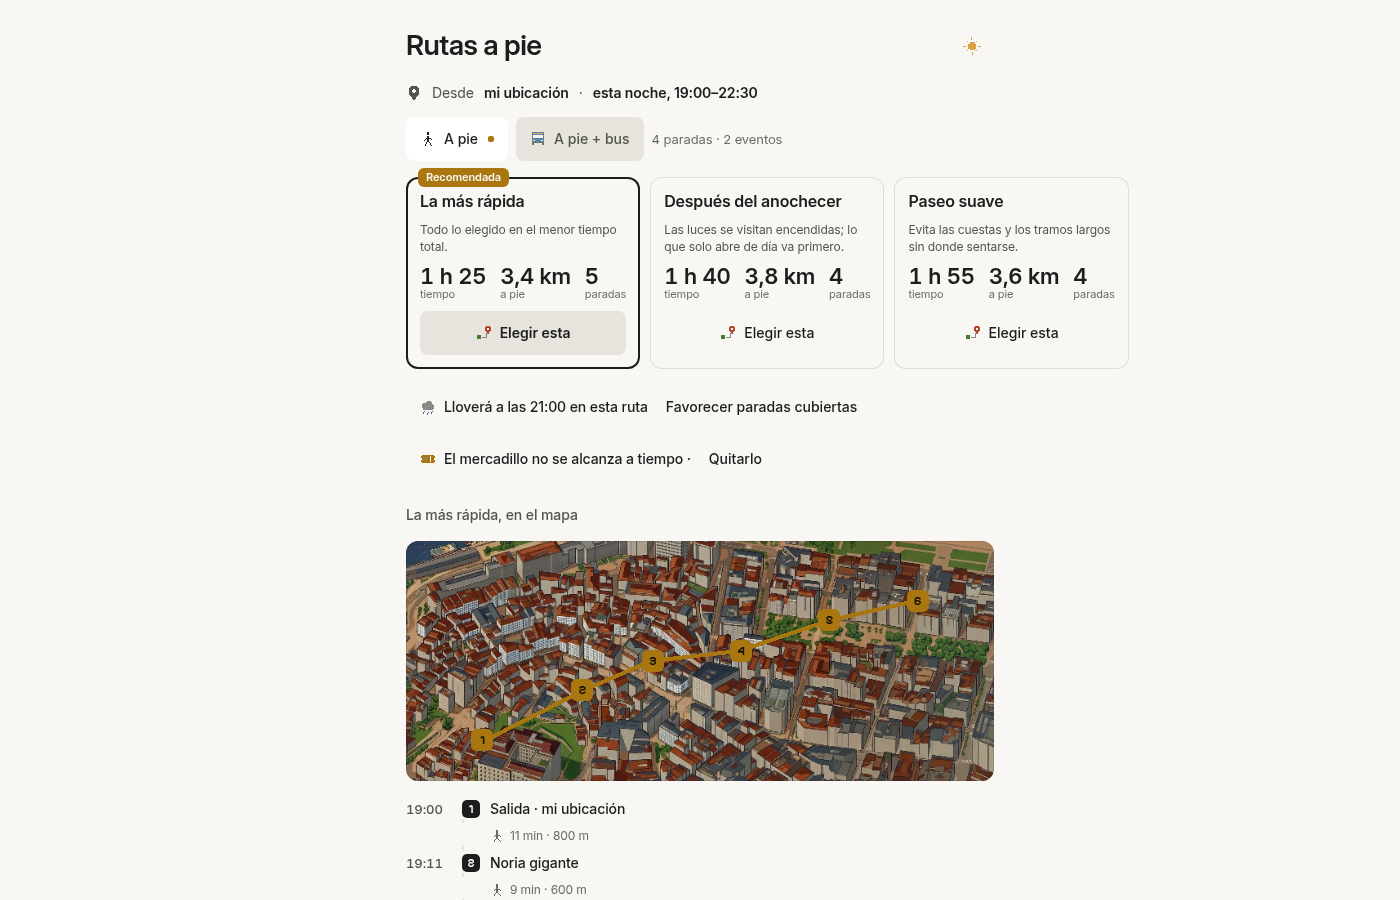 Rutas a pie
Desde mi ubicación · esta noche, 19:00–22:30
A pie
A pie + bus
4 paradas · 2 eventos
Recomendada
La más rápida
Todo lo elegido en el menor tiempo
total.
1 h 25 3,4 km 5
tiempo a pie paradas
Elegir esta
Después del anochecer
Las luces se visitan encendidas; lo
que solo abre de día va primero.
1 h 40 3,8 km 4
tiempo a pie paradas
Elegir esta
Paseo suave
Evita las cuestas y los tramos largos
sin donde sentarse.
1 h 55 3,6 km 4
tiempo a pie paradas
Elegir esta
Lloverá a las 21:00 en esta ruta Favorecer paradas cubiertas
El mercadillo no se alcanza a tiempo · Quitarlo
La más rápida, en el mapa
6
5
4
3
2
1
19:00 1 Salida · mi ubicación
11 min · 800 m
19:11 2 Noria gigante
9 min · 600 m